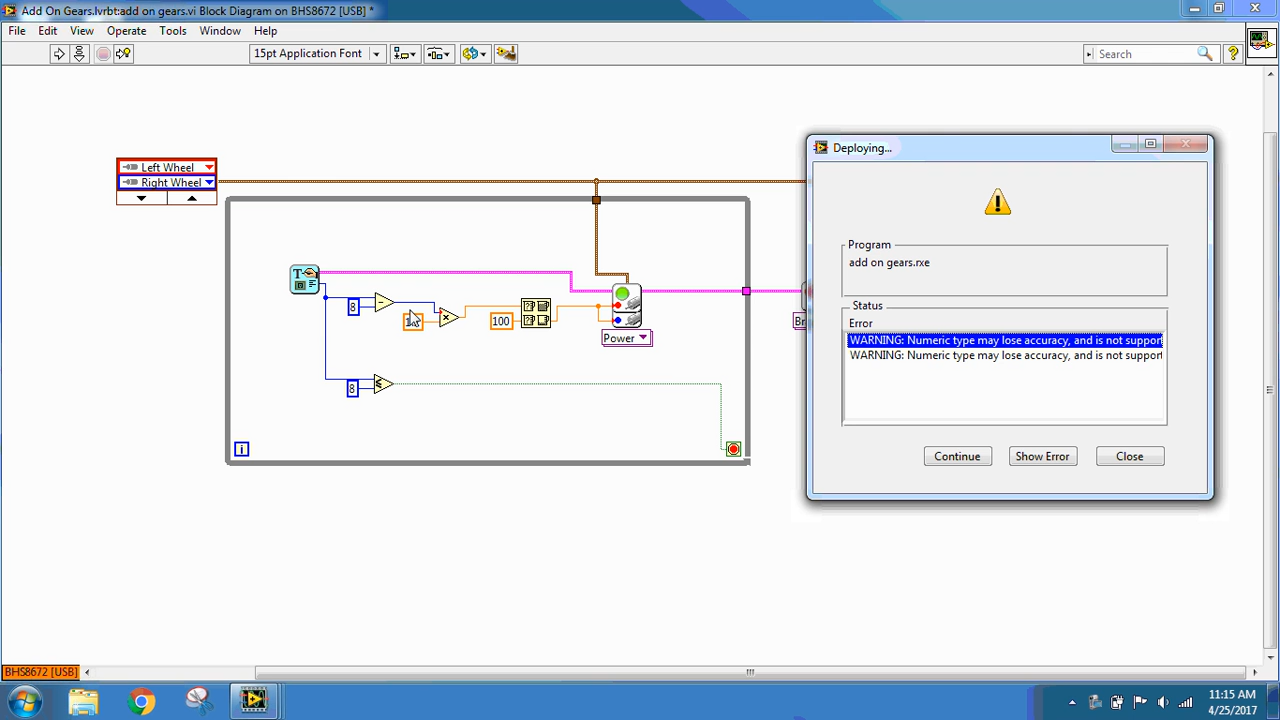 Add On Gears.lvrbt:add on gears.vi Block Diagram on BHS8672 [USB] *
File Edit View Operate Tools Window Help
15pt Application Font
Search
Left Wheel
Right Wheel
Deploying...
Program
add on gears.rxe
Status
Error
WARNING: Numeric type may lose accuracy, and is not support
WARNING: Numeric type may lose accuracy, and is not support
Continue Show Error Close
T
8
100
Power
Br
8
i
BHS8672 [USB]
11:15 AM
4/25/2017